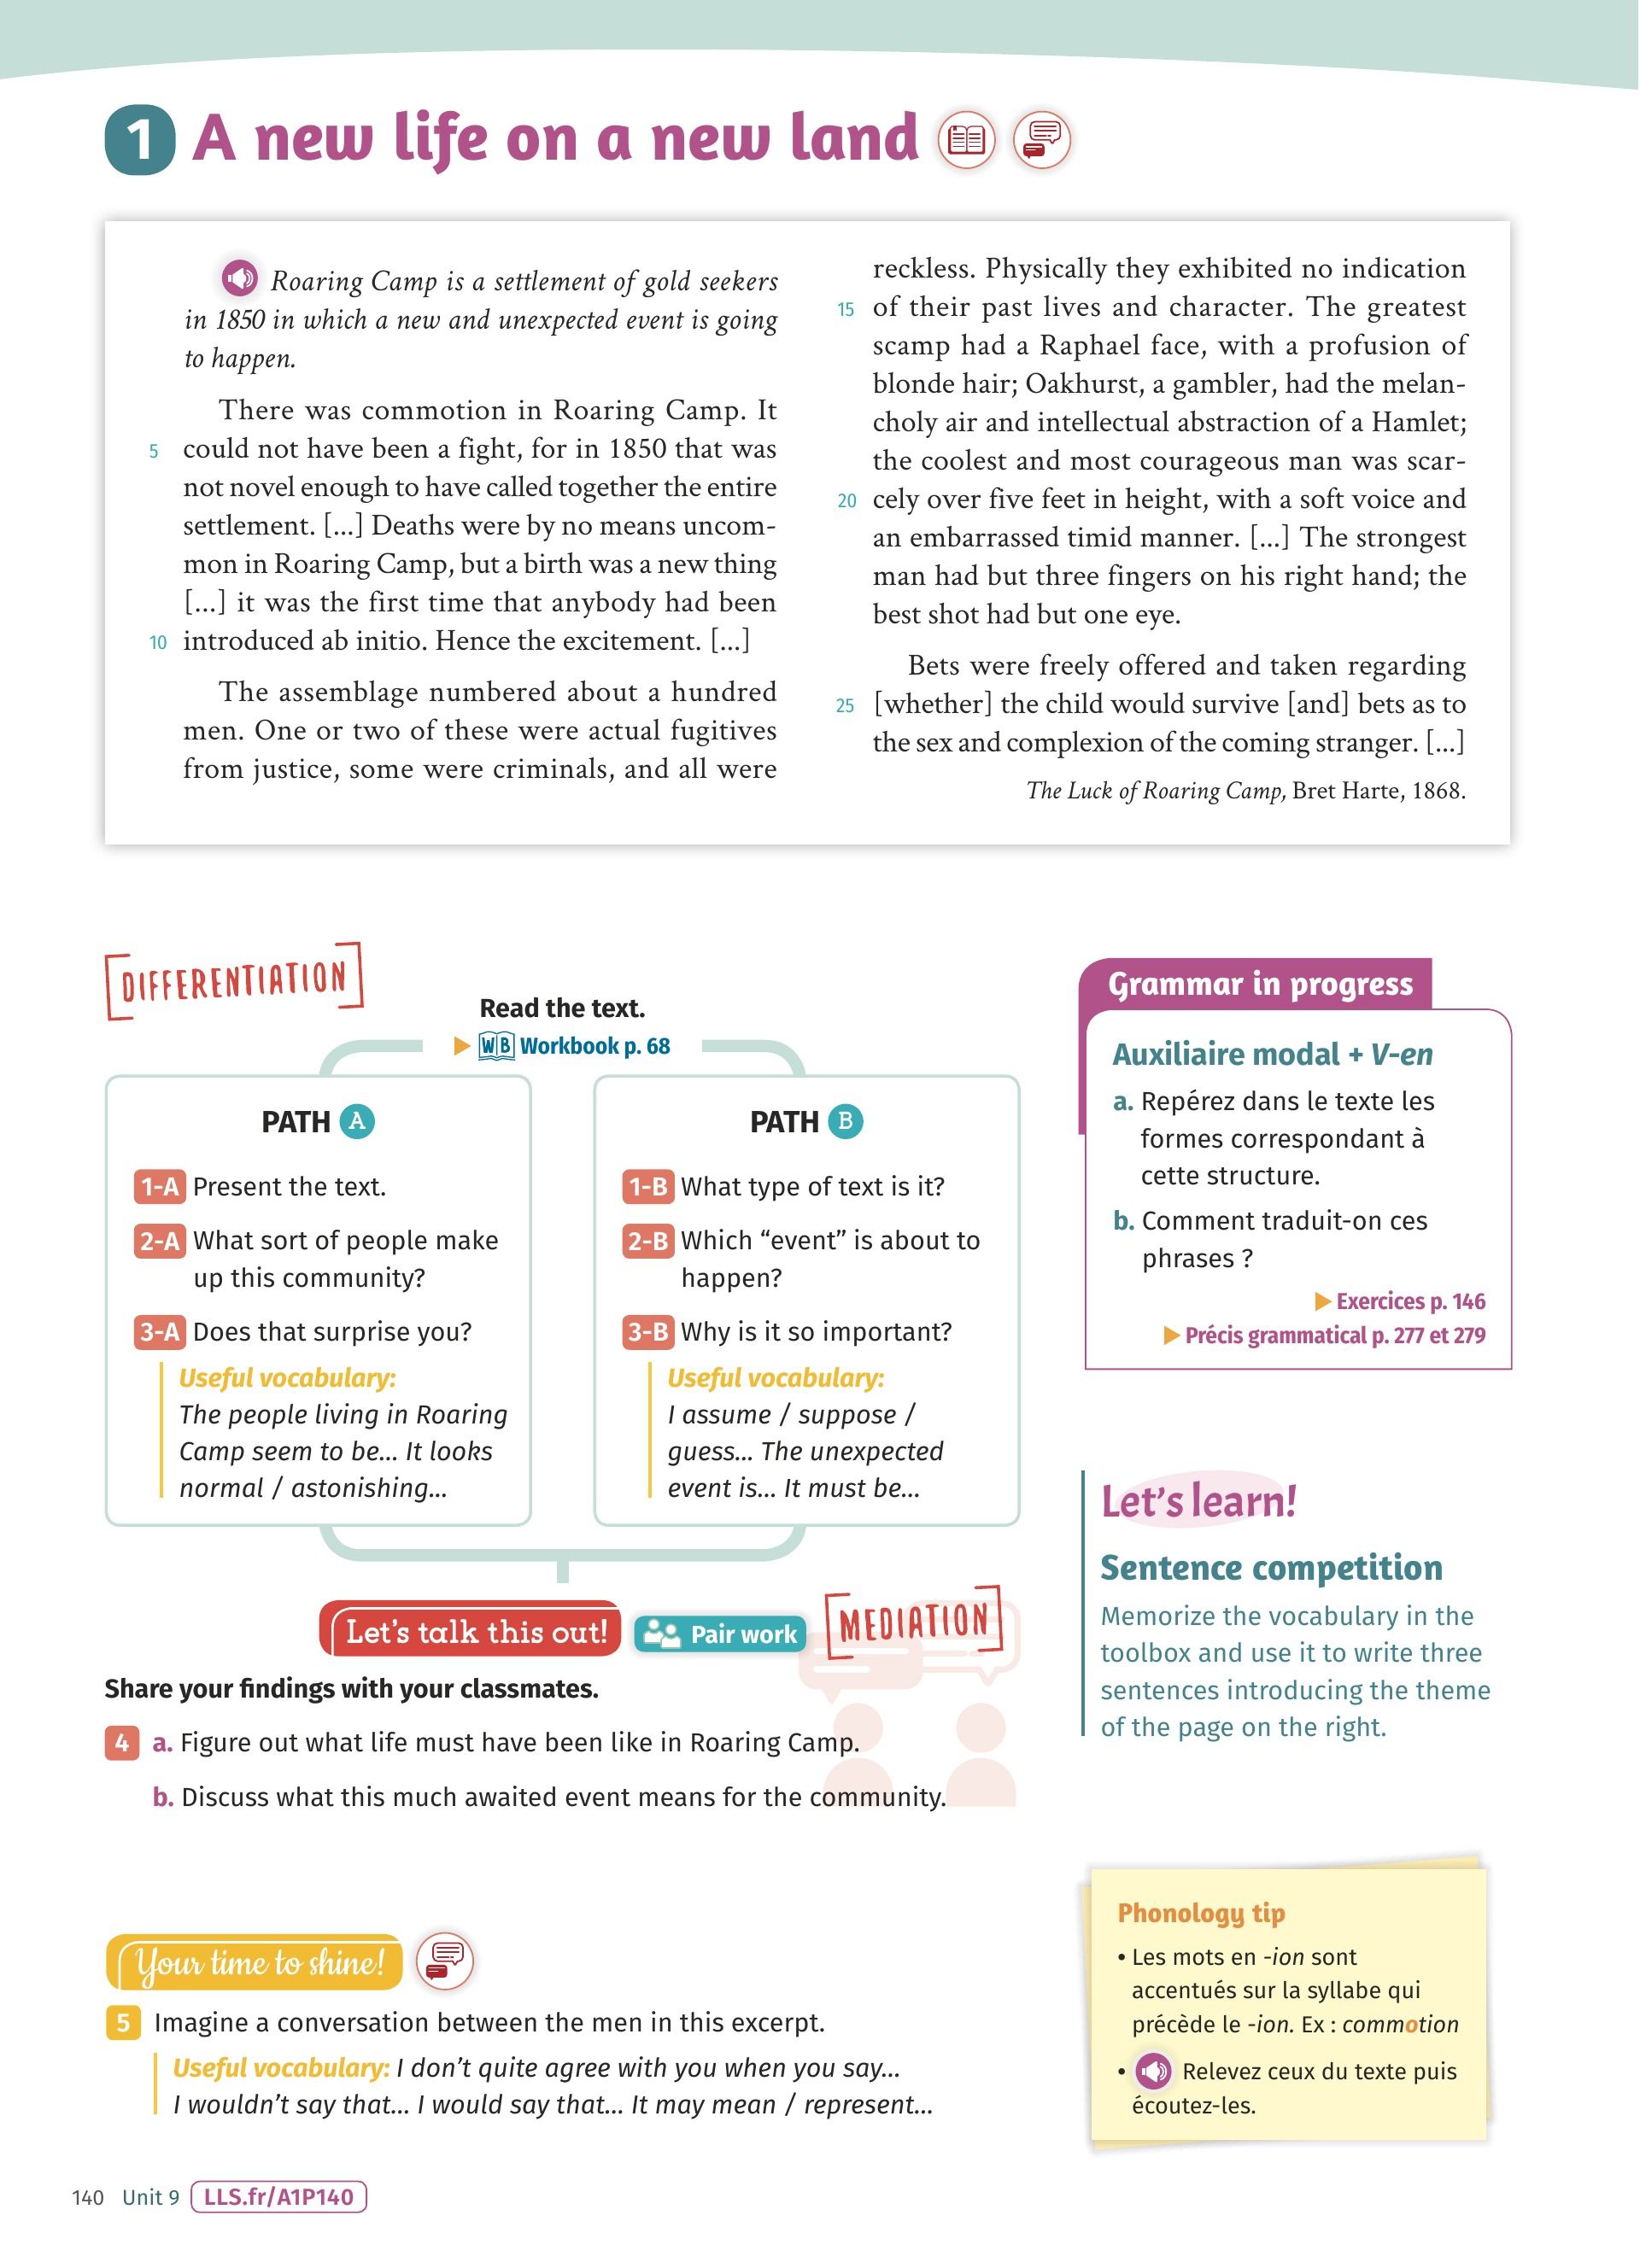 1 A new life on a new land
Roaring Camp is a settlement of gold seekers
in 1850 in which a new and unexpected event is going
to happen.
There was commotion in Roaring Camp. It
5 could not have been a fight, for in 1850 that was
not novel enough to have called together the entire
settlement. [...] Deaths were by no means uncom-
mon in Roaring Camp, but a birth was a new thing
[...] it was the first time that anybody had been
10 introduced ab initio. Hence the excitement. [...]
The assemblage numbered about a hundred
men. One or two of these were actual fugitives
from justice, some were criminals, and all were
reckless. Physically they exhibited no indication
15 of their past lives and character. The greatest
scamp had a Raphael face, with a profusion of
blonde hair; Oakhurst, a gambler, had the melan-
choly air and intellectual abstraction of a Hamlet;
the coolest and most courageous man was scar-
20 cely over five feet in height, with a soft voice and
an embarrassed timid manner. [...] The strongest
man had but three fingers on his right hand; the
best shot had but one eye.
Bets were freely offered and taken regarding
25 [whether] the child would survive [and] bets as to
the sex and complexion of the coming stranger. [...]
The Luck of Roaring Camp, Bret Harte, 1868.
DIFFERENTIATION
Read the text.
WB Workbook p. 68
PATH A
1-A Present the text.
2-A What sort of people make
up this community?
3-A Does that surprise you?
Useful vocabulary:
The people living in Roaring
Camp seem to be... It looks
normal / astonishing...
PATH B
1-B What type of text is it?
2-B Which “event” is about to
happen?
3-B Why is it so important?
Useful vocabulary:
I assume / suppose /
guess... The unexpected
event is... It must be...
Let's talk this out!
Pair work
MEDIATION
Share your findings with your classmates.
4 a. Figure out what life must have been like in Roaring Camp.
b. Discuss what this much awaited event means for the community.
Your time to shine!
5 Imagine a conversation between the men in this excerpt.
Useful vocabulary: I don't quite agree with you when you say...
I wouldn't say that... I would say that... It may mean / represent...
Grammar in progress
Auxiliaire modal + V-en
a. Repérez dans le texte les
formes correspondant à
cette structure.
b. Comment traduit-on ces
phrases ?
Exercices p. 146
Précis grammatical p. 277 et 279
Let's learn!
Sentence competition
Memorize the vocabulary in the
toolbox and use it to write three
sentences introducing the theme
of the page on the right.
Phonology tip
• Les mots en -ion sont
accentués sur la syllabe qui
précède le -ion. Ex : commotion
• Relevez ceux du texte puis
écoutez-les.
140 Unit 9 LLS.fr/A1P140